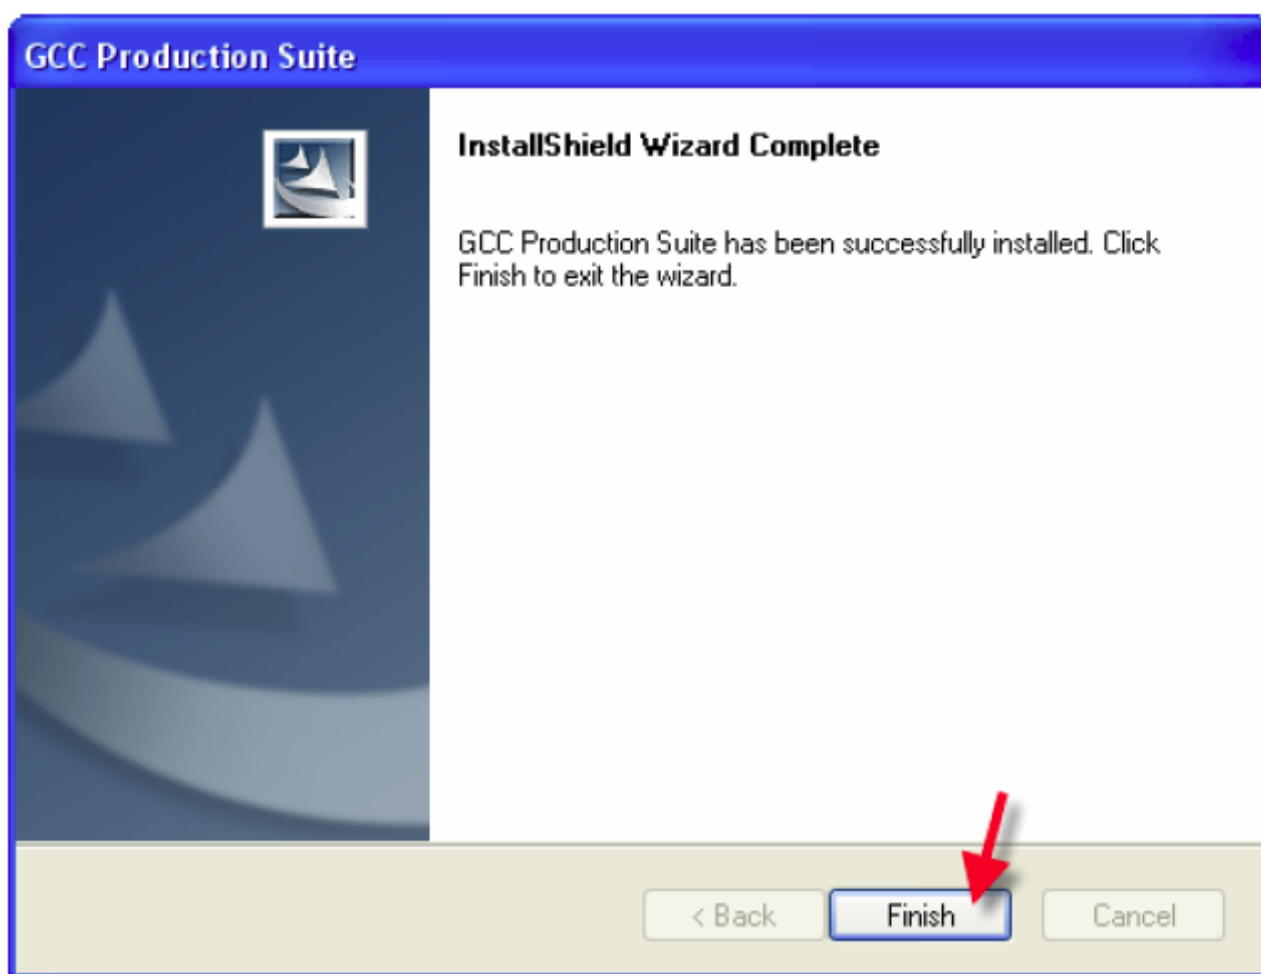 GCC Production Suite
InstallShield Wizard Complete
GCC Production Suite has been successfully installed. Click
Finish to exit the wizard.
< Back
Finish
Cancel